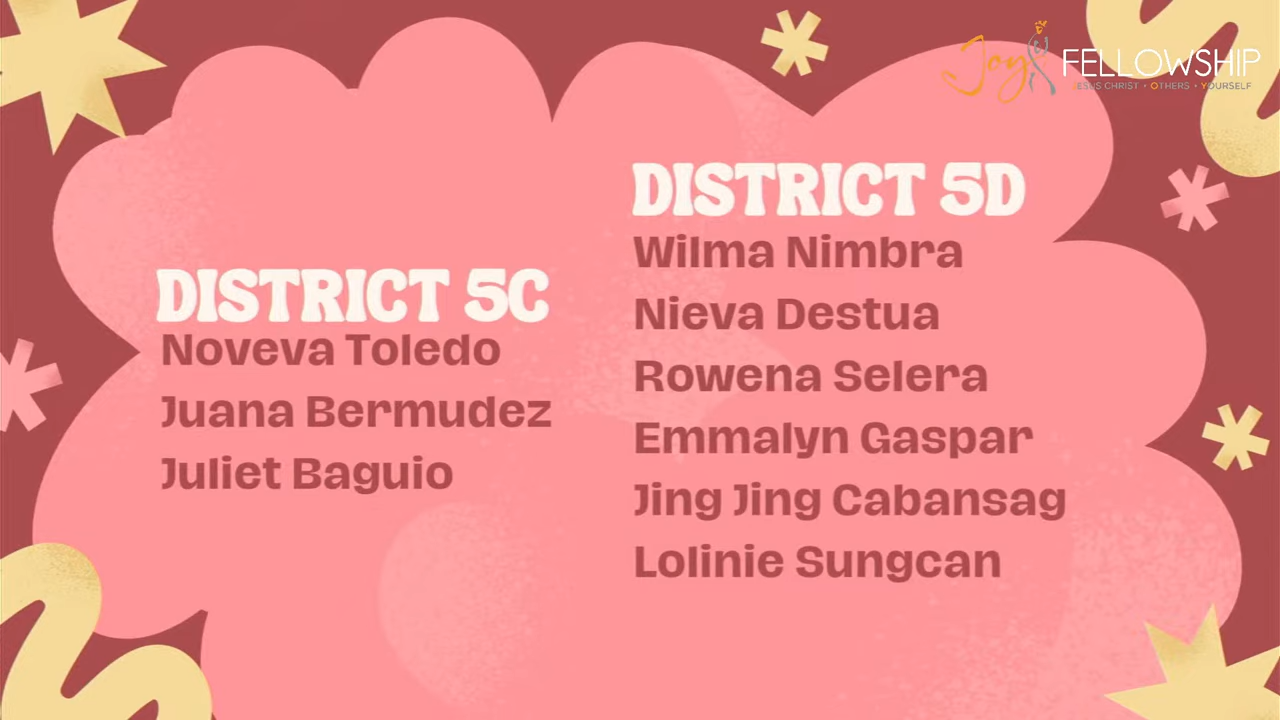 Joy FELLOWSHIP
JESUS CHRIST • OTHERS • YOURSELF
DISTRICT 5C
Noveva Toledo
Juana Bermudez
Juliet Baguio
DISTRICT 5D
Wilma Nimbra
Nieva Destua
Rowena Selera
Emmalyn Gaspar
Jing Jing Cabansag
Lolinie Sungcan